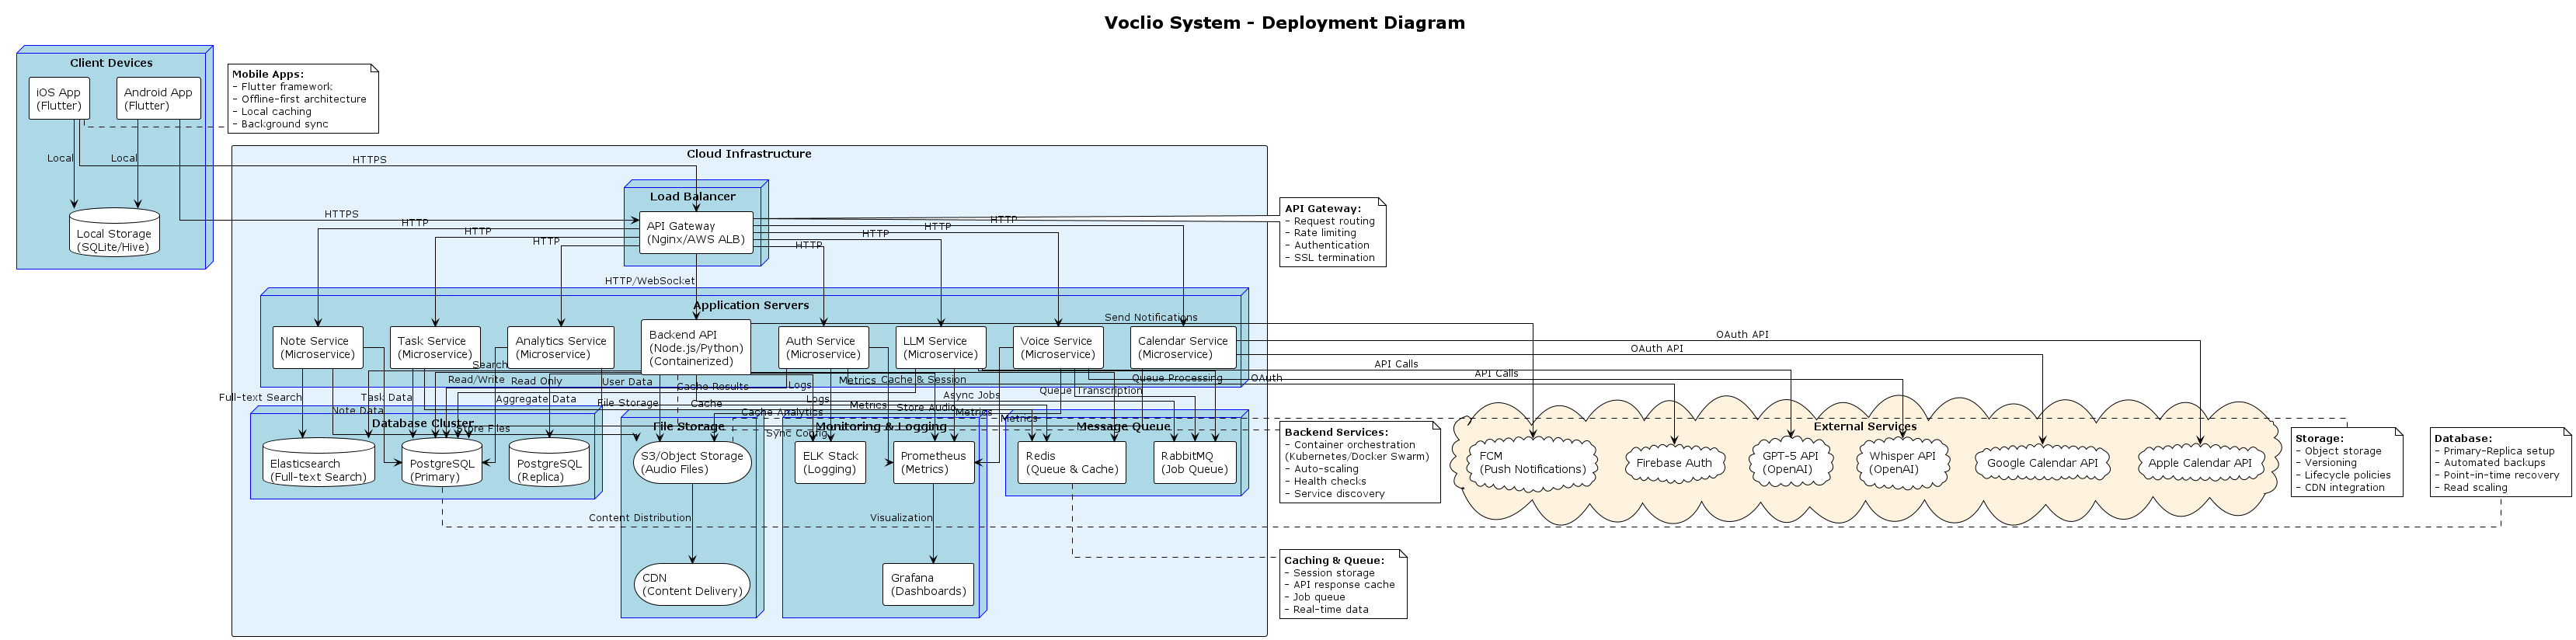 Voclio System - Deployment Diagram
Client Devices
iOS App
(Flutter)
Android App
(Flutter)
Local
Local
Local Storage
(SQLite/Hive)
Mobile Apps:
- Flutter framework
- Offline-first architecture
- Local caching
- Background sync
HTTPS
HTTPS
Cloud Infrastructure
Load Balancer
API Gateway
(Nginx/AWS ALB)
HTTP
HTTP
HTTP
HTTP
HTTP
HTTP
HTTP
HTTP/WebSocket
API Gateway:
- Request routing
- Rate limiting
- Authentication
- SSL termination
Application Servers
Note Service
(Microservice)
Task Service
(Microservice)
Analytics Service
(Microservice)
Backend API
(Node.js/Python)
(Containerized)
Auth Service
(Microservice)
LLM Service
(Microservice)
Voice Service
(Microservice)
Calendar Service
(Microservice)
Send Notifications
OAuth API
OAuth API
API Calls
API Calls
OAuth
Search
Read/Write
Read Only
User Data
Cache Results
Logs
Metrics
Cache & Session
Queue Processing
Queue Transcription
Full-text Search
Note Data
Task Data
Aggregate Data
File Storage
Cache
Cache Analytics
Logs
Metrics
Store Audio
Async Jobs
Metrics
Metrics
Store Files
Sync Config
Database Cluster
Elasticsearch
(Full-text Search)
PostgreSQL
(Primary)
PostgreSQL
(Replica)
File Storage
S3/Object Storage
(Audio Files)
Content Distribution
CDN
(Content Delivery)
Monitoring & Logging
ELK Stack
(Logging)
Prometheus
(Metrics)
Visualization
Grafana
(Dashboards)
Message Queue
Redis
(Queue & Cache)
RabbitMQ
(Job Queue)
Backend Services:
- Container orchestration
(Kubernetes/Docker Swarm)
- Auto-scaling
- Health checks
- Service discovery
Caching & Queue:
- Session storage
- API response cache
- Job queue
- Real-time data
External Services
FCM
(Push Notifications)
Firebase Auth
GPT-5 API
(OpenAI)
Whisper API
(OpenAI)
Google Calendar API
Apple Calendar API
Storage:
- Object storage
- Versioning
- Lifecycle policies
- CDN integration
Database:
- Primary-Replica setup
- Automated backups
- Point-in-time recovery
- Read scaling